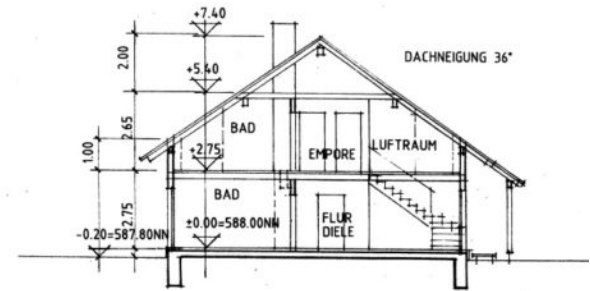 +7.40
2.00
DACHNEIGUNG 36°
+5.40
2.65
1.00
BAD
+2.75
EMPORE
LUFTRAUM
BAD
2.75
±0.00=588.00NN
FLUR
DIELE
-0.20=587.80NN